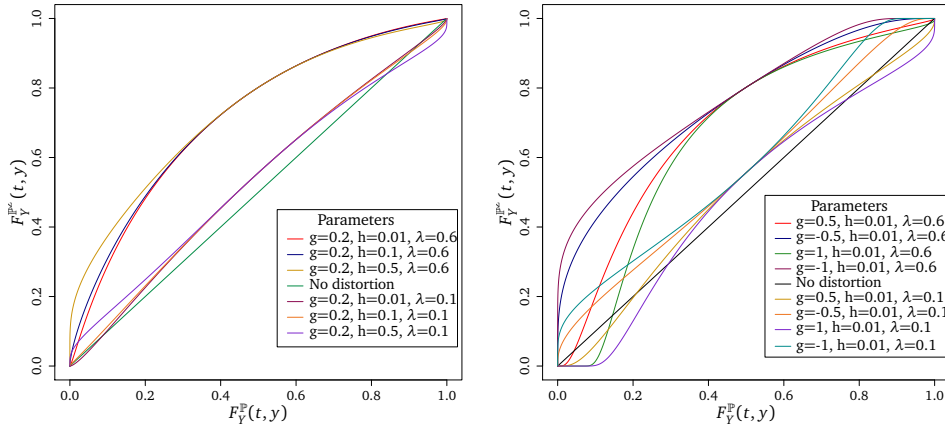 1.0
0.8
0.6
0.4
0.2
0.0
F_Y^{ℙ^Z}(t, y)
Parameters
g=0.2, h=0.01, λ=0.6
g=0.2, h=0.1, λ=0.6
g=0.2, h=0.5, λ=0.6
No distortion
g=0.2, h=0.01, λ=0.1
g=0.2, h=0.1, λ=0.1
g=0.2, h=0.5, λ=0.1
0.0 0.2 0.4 0.6 0.8 1.0
F_Y^ℙ(t, y)
1.0
0.8
0.6
0.4
0.2
0.0
F_Y^{ℙ^Z}(t, y)
Parameters
g=0.5, h=0.01, λ=0.6
g=-0.5, h=0.01, λ=0.6
g=1, h=0.01, λ=0.6
g=-1, h=0.01, λ=0.6
No distortion
g=0.5, h=0.01, λ=0.1
g=-0.5, h=0.01, λ=0.1
g=1, h=0.01, λ=0.1
g=-1, h=0.01, λ=0.1
0.0 0.2 0.4 0.6 0.8 1.0
F_Y^ℙ(t, y)